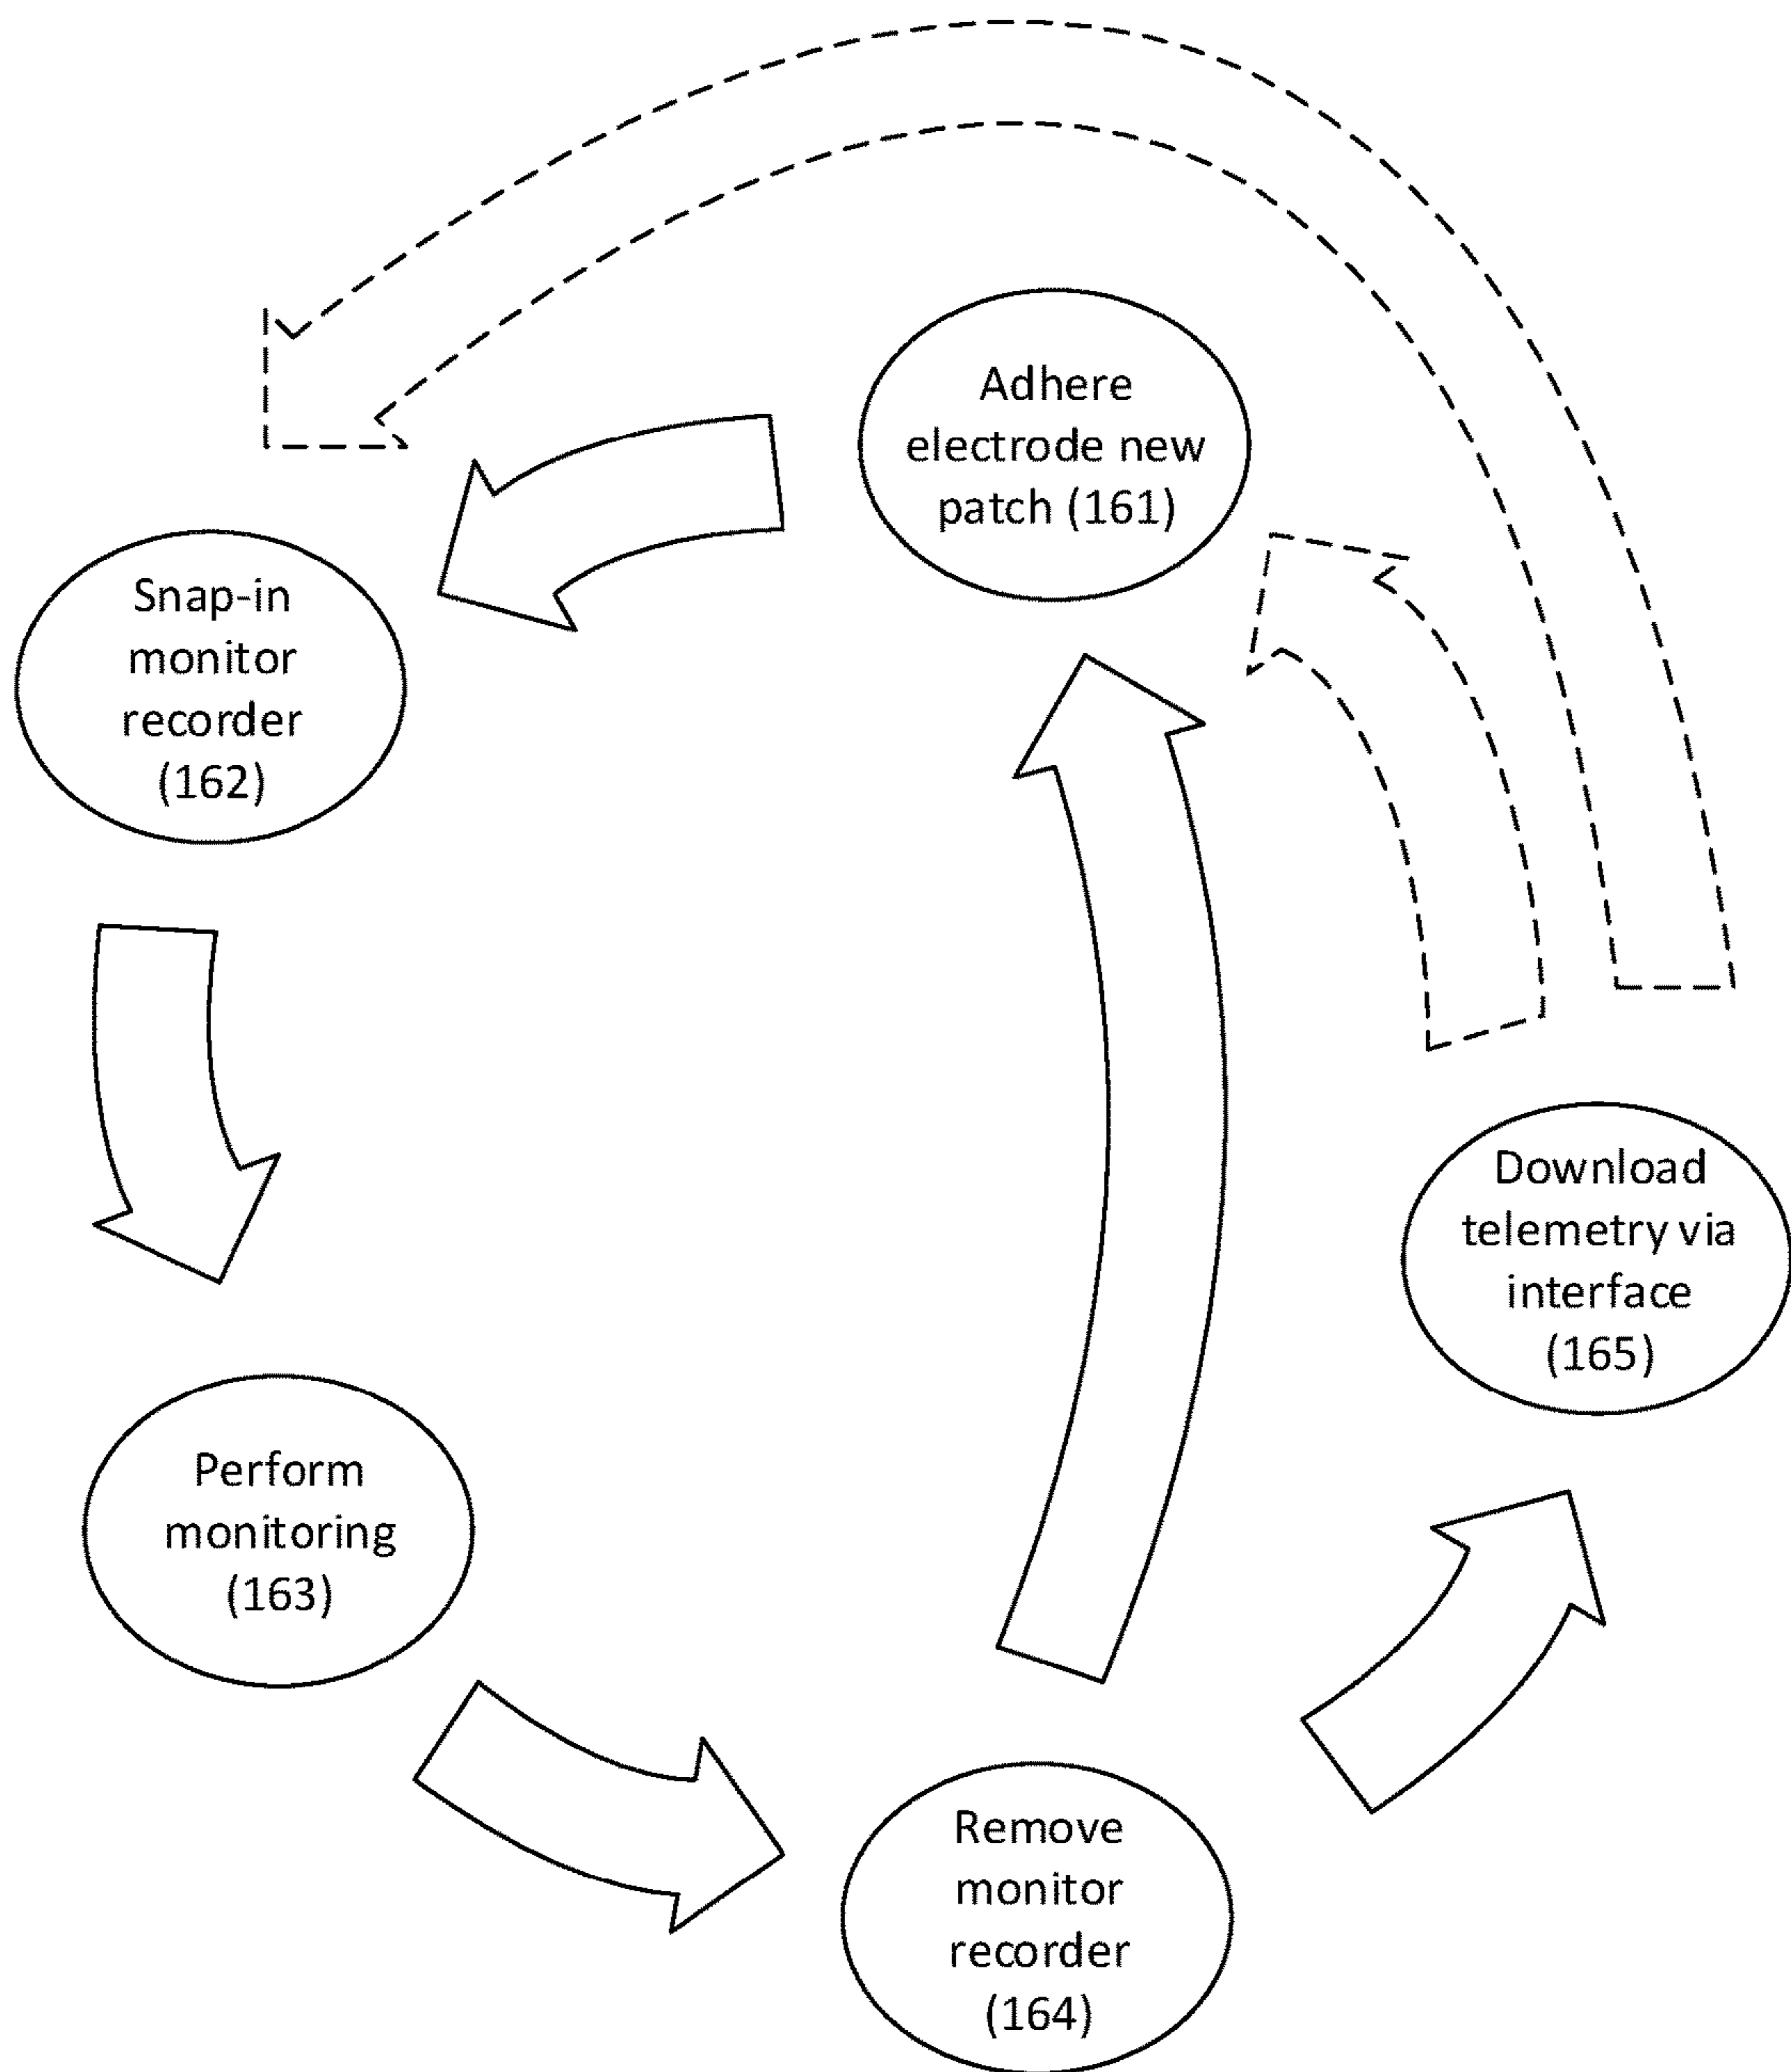 Adhere
electrode new
patch (161)
Snap-in
monitor
recorder
(162)
Download
telemetry via
interface
(165)
Perform
monitoring
(163)
Remove
monitor
recorder
(164)